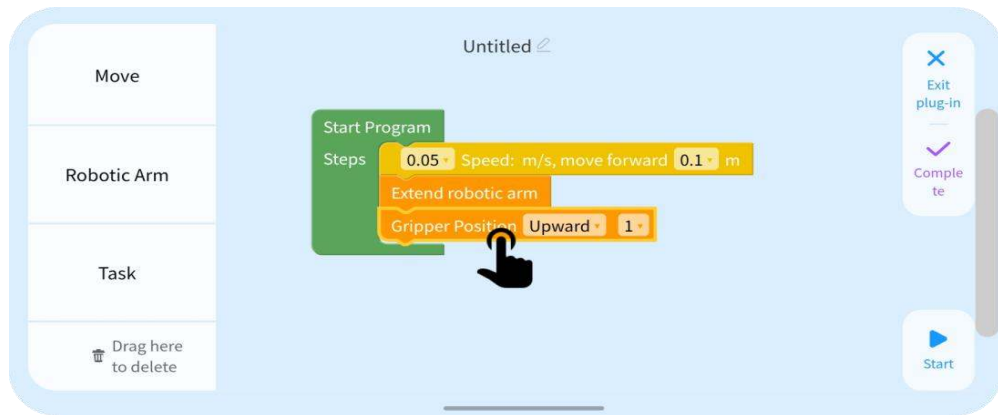 Untitled
Move
Robotic Arm
Task
Drag here
to delete
Start Program
Steps
0.05 Speed: m/s, move forward 0.1 m
Extend robotic arm
Gripper Position Upward 1
Exit
plug-in
Comple
te
Start